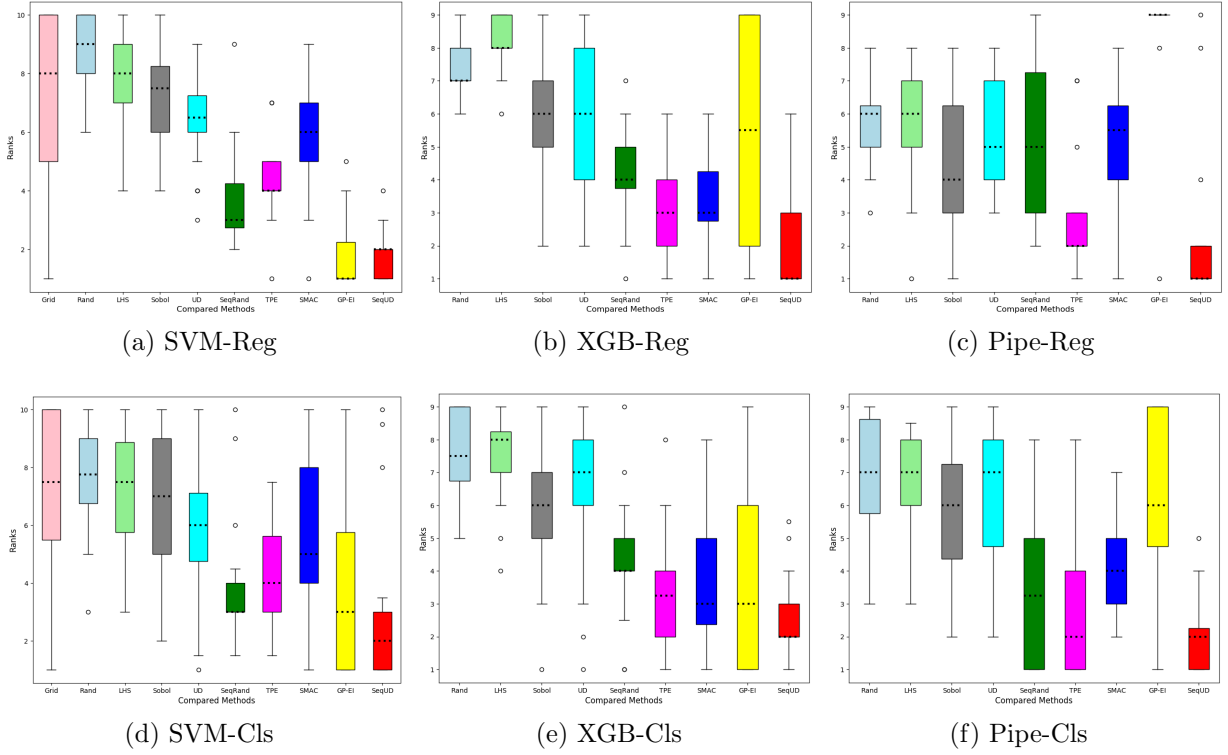 Ranks
10
8
6
4
2
Grid Rand LHS Sobol UD SeqRand TPE SMAC GP-EI SeqUD
Compared Methods
(a) SVM-Reg
Ranks
9
8
7
6
5
4
3
2
1
Rand LHS Sobol UD SeqRand TPE SMAC GP-EI SeqUD
Compared Methods
(b) XGB-Reg
Ranks
9
8
7
6
5
4
3
2
1
Rand LHS Sobol UD SeqRand TPE SMAC GP-EI SeqUD
Compared Methods
(c) Pipe-Reg
Ranks
10
8
6
4
2
Grid Rand LHS Sobol UD SeqRand TPE SMAC GP-EI SeqUD
Compared Methods
(d) SVM-Cls
Ranks
9
8
7
6
5
4
3
2
1
Rand LHS Sobol UD SeqRand TPE SMAC GP-EI SeqUD
Compared Methods
(e) XGB-Cls
Ranks
9
8
7
6
5
4
3
2
1
Rand LHS Sobol UD SeqRand TPE SMAC GP-EI SeqUD
Compared Methods
(f) Pipe-Cls